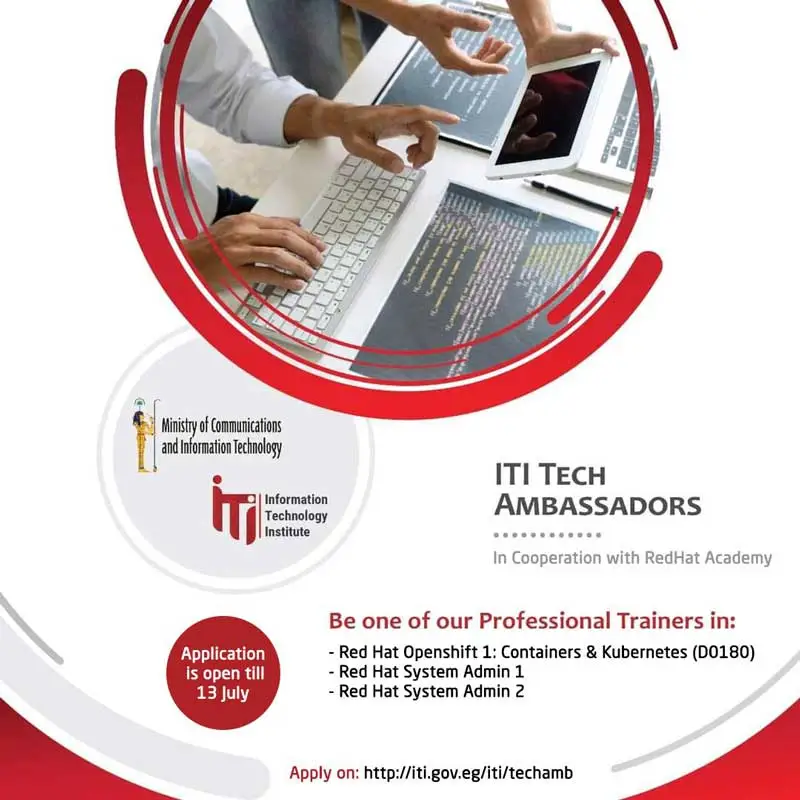 Ministry of Communications
and Information Technology
iTi
Information
Technology
Institute
ITI TECH
AMBASSADORS
In Cooperation with RedHat Academy
Be one of our Professional Trainers in:
- Red Hat Openshift 1: Containers & Kubernetes (D0180)
- Red Hat System Admin 1
- Red Hat System Admin 2
Application
is open till
13 July
Apply on: http://iti.gov.eg/iti/techamb